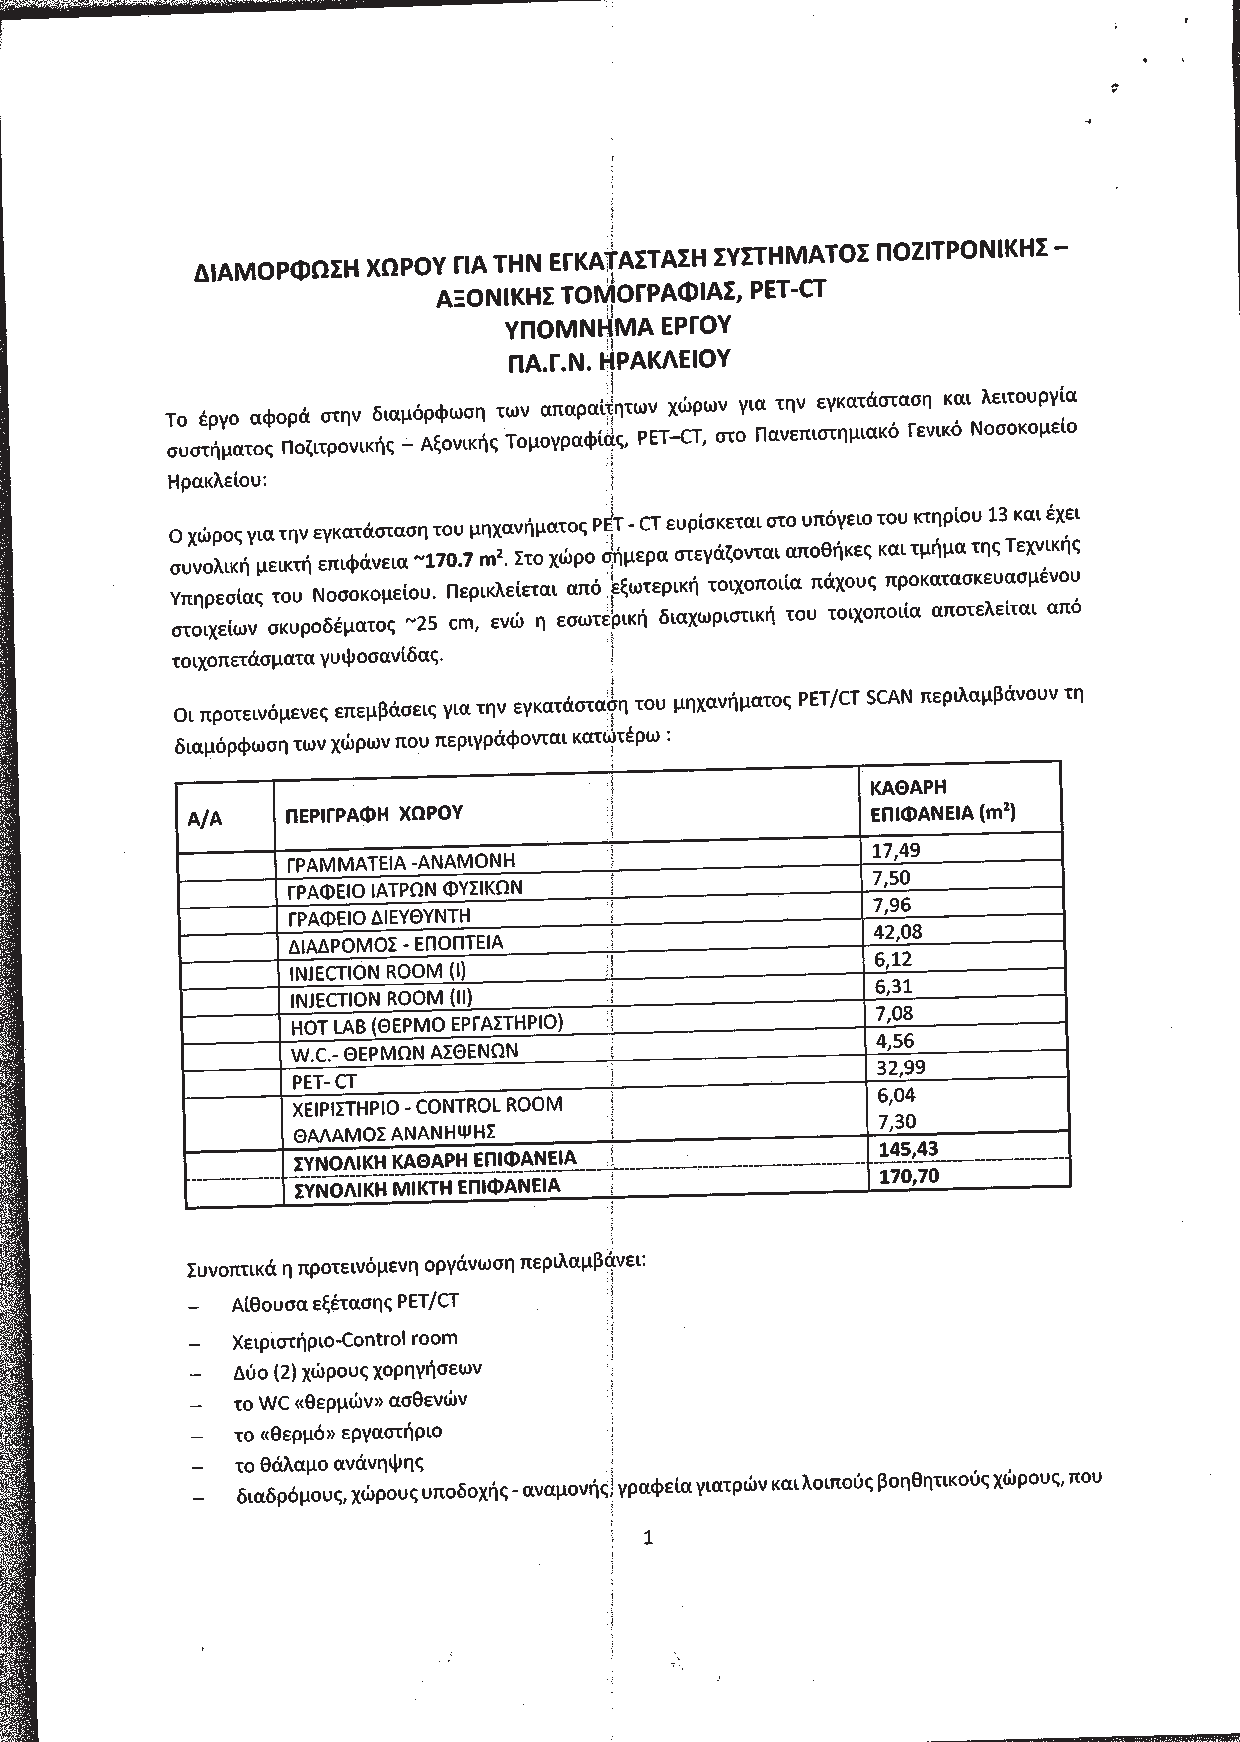 ΔΙΑΜΟΡΦΩΣΗ ΧΩΡΟΥ ΓΙΑ ΤΗΝ ΕΓΚΑΤΑΣΤΑΣΗ ΣΥΣΤΗΜΑΤΟΣ ΠΟΖΙΤΡΟΝΙΚΗΣ –
ΑΞΟΝΙΚΗΣ ΤΟΜΟΓΡΑΦΙΑΣ, PET-CT
ΥΠΟΜΝΗΜΑ ΕΡΓΟΥ
ΠΑ.Γ.Ν. ΗΡΑΚΛΕΙΟΥ
Το έργο αφορά στην διαμόρφωση των απαραίτητων χώρων για την εγκατάσταση και λειτουργία
συστήματος Ποζιτρονικής – Αξονικής Τομογραφίας, PET–CT, στο Πανεπιστημιακό Γενικό Νοσοκομείο
Ηρακλείου:
Ο χώρος για την εγκατάσταση του μηχανήματος PET - CT ευρίσκεται στο υπόγειο του κτηρίου 13 και έχει
συνολική μεικτή επιφάνεια ~170.7 m². Στο χώρο σήμερα στεγάζονται αποθήκες και τμήμα της Τεχνικής
Υπηρεσίας του Νοσοκομείου. Περικλείεται από εξωτερική τοιχοποιία πάχους προκατασκευασμένου
στοιχείων σκυροδέματος ~25 cm, ενώ η εσωτερική διαχωριστική του τοιχοποιία αποτελείται από
τοιχοπετάσματα γυψοσανίδας.
Οι προτεινόμενες επεμβάσεις για την εγκατάσταση του μηχανήματος PET/CT SCAN περιλαμβάνουν τη
διαμόρφωση των χώρων που περιγράφονται κατωτέρω :
Α/Α ΠΕΡΙΓΡΑΦΗ ΧΩΡΟΥ ΚΑΘΑΡΗ ΕΠΙΦΑΝΕΙΑ (m²)
ΓΡΑΜΜΑΤΕΙΑ -ΑΝΑΜΟΝΗ 17,49
ΓΡΑΦΕΙΟ ΙΑΤΡΩΝ ΦΥΣΙΚΩΝ 7,50
ΓΡΑΦΕΙΟ ΔΙΕΥΘΥΝΤΗ 7,96
ΔΙΑΔΡΟΜΟΣ - ΕΠΟΠΤΕΙΑ 42,08
INJECTION ROOM (I) 6,12
INJECTION ROOM (II) 6,31
HOT LAB (ΘΕΡΜΟ ΕΡΓΑΣΤΗΡΙΟ) 7,08
W.C.- ΘΕΡΜΩΝ ΑΣΘΕΝΩΝ 4,56
PET- CT 32,99
ΧΕΙΡΙΣΤΗΡΙΟ - CONTROL ROOM 6,04
ΘΑΛΑΜΟΣ ΑΝΑΝΗΨΗΣ 7,30
ΣΥΝΟΛΙΚΗ ΚΑΘΑΡΗ ΕΠΙΦΑΝΕΙΑ 145,43
ΣΥΝΟΛΙΚΗ ΜΙΚΤΗ ΕΠΙΦΑΝΕΙΑ 170,70
Συνοπτικά η προτεινόμενη οργάνωση περιλαμβάνει:
– Αίθουσα εξέτασης PET/CT
– Χειριστήριο-Control room
– Δύο (2) χώρους χορηγήσεων
– το WC «θερμών» ασθενών
– το «θερμό» εργαστήριο
– το θάλαμο ανάνηψης
– διαδρόμους, χώρους υποδοχής - αναμονής, γραφεία γιατρών και λοιπούς βοηθητικούς χώρους, που
1